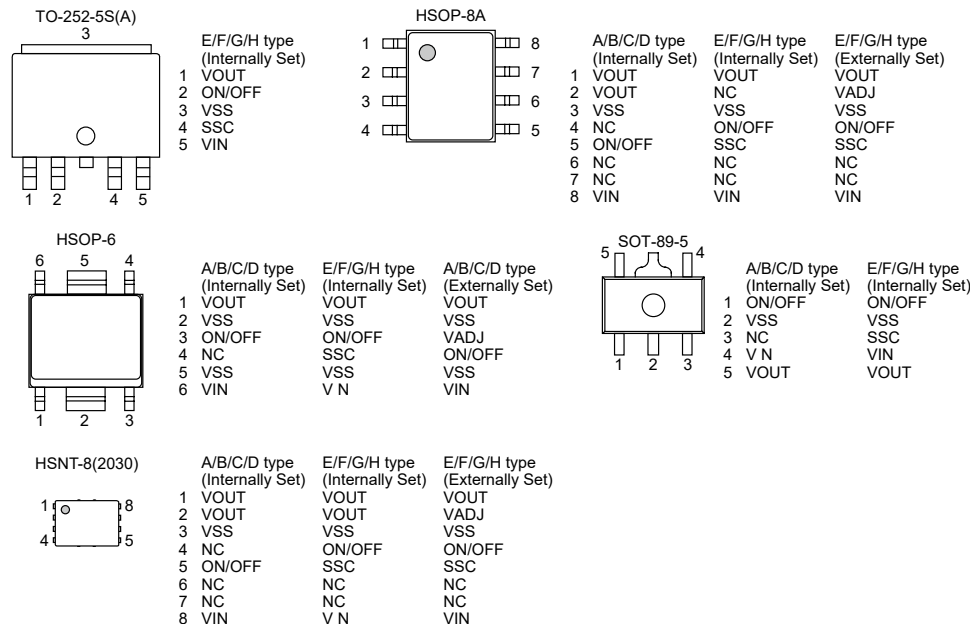 TO-252-5S(A)
3
E/F/G/H type
(Internally Set)
1 VOUT
2 ON/OFF
3 VSS
4 SSC
5 VIN
1 2 4 5
HSOP-8A
1 8
2 7
3 6
4 5
A/B/C/D type E/F/G/H type E/F/G/H type
(Internally Set) (Internally Set) (Externally Set)
1 VOUT VOUT VOUT
2 VOUT NC VADJ
3 VSS VSS VSS
4 NC ON/OFF ON/OFF
5 ON/OFF SSC SSC
6 NC NC NC
7 NC NC NC
8 VIN VIN VIN
HSOP-6
6 5 4
1 2 3
A/B/C/D type E/F/G/H type A/B/C/D type
(Internally Set) (Internally Set) (Externally Set)
1 VOUT VOUT VOUT
2 VSS VSS VSS
3 ON/OFF ON/OFF VADJ
4 NC SSC ON/OFF
5 VSS VSS VSS
6 VIN V N VIN
SOT-89-5
5 4
1 2 3
A/B/C/D type E/F/G/H type
(Internally Set) (Internally Set)
1 ON/OFF ON/OFF
2 VSS VSS
3 NC SSC
4 V N VIN
5 VOUT VOUT
HSNT-8(2030)
1 8
4 5
A/B/C/D type E/F/G/H type E/F/G/H type
(Internally Set) (Internally Set) (Externally Set)
1 VOUT VOUT VOUT
2 VOUT VOUT VADJ
3 VSS VSS VSS
4 NC ON/OFF ON/OFF
5 ON/OFF SSC SSC
6 NC NC NC
7 NC NC NC
8 VIN V N VIN